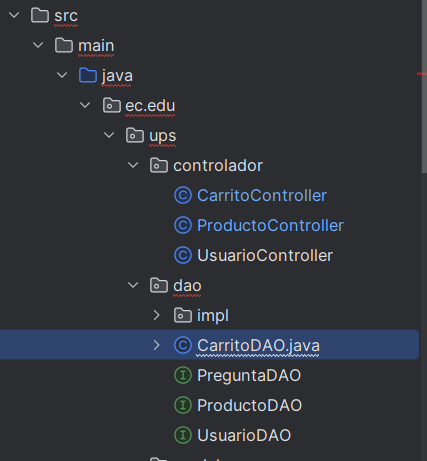 src
main
java
ec.edu
ups
controlador
CarritoController
ProductoController
UsuarioController
dao
impl
CarritoDAO.java
PreguntaDAO
ProductoDAO
UsuarioDAO